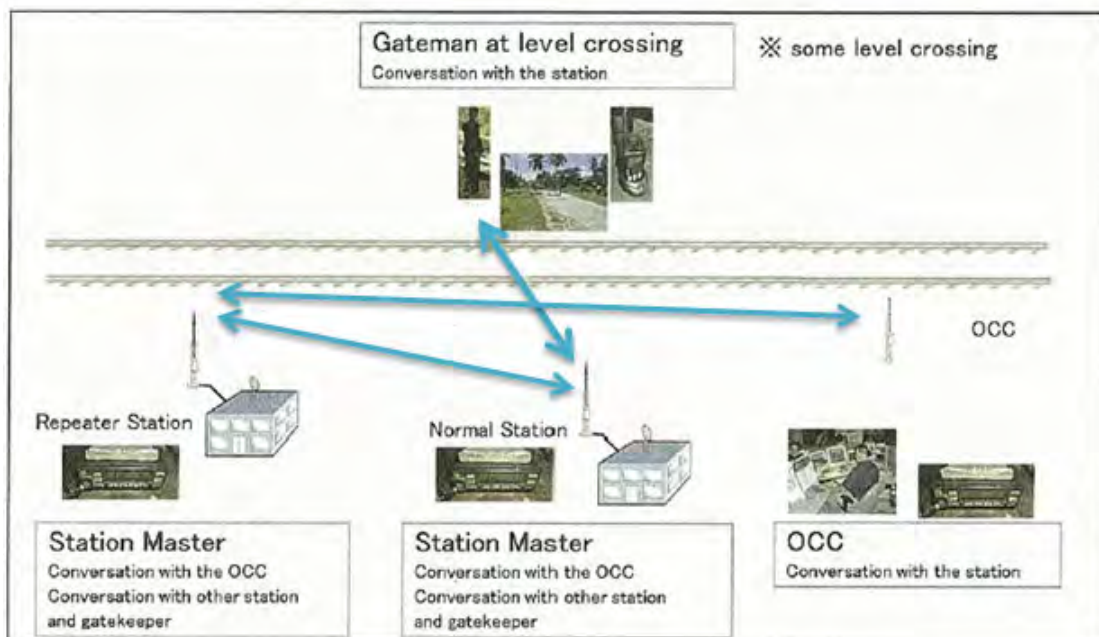 Gateman at level crossing
Conversation with the station
※ some level crossing
OCC
Repeater Station
Normal Station
Station Master
Conversation with the OCC
Conversation with other station
and gatekeeper
Station Master
Conversation with the OCC
Conversation with other station
and gatekeeper
OCC
Conversation with the station